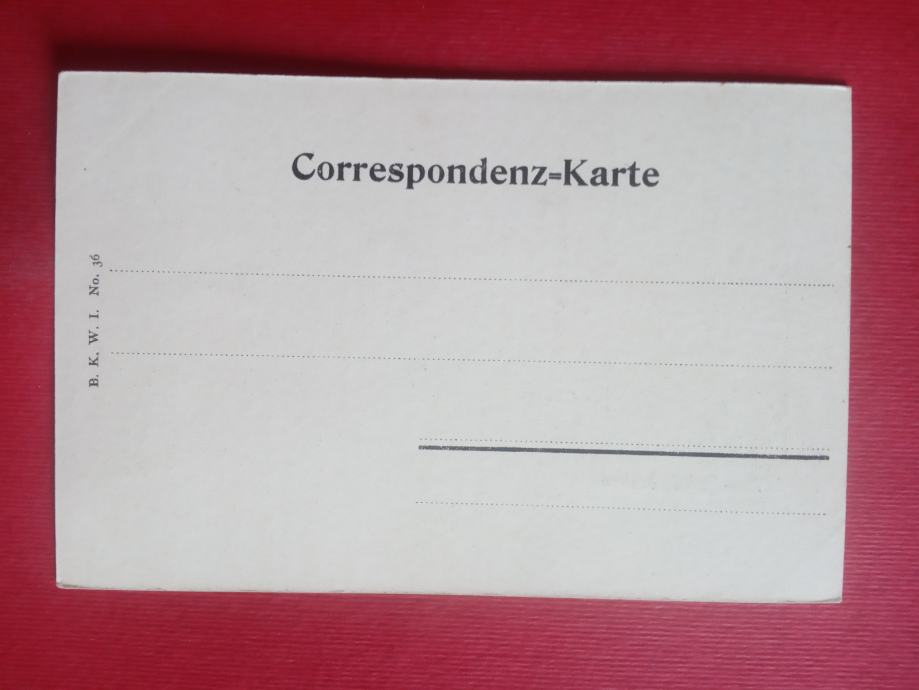 Correspondenz=Karte
B. K. W. I. No. 36